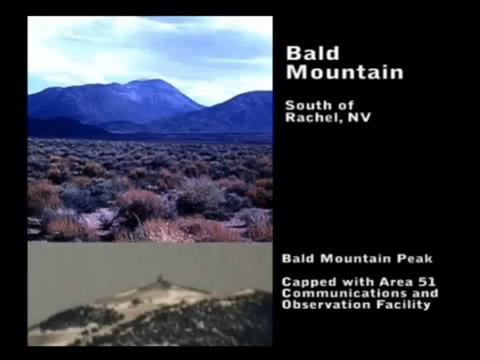 Bald
Mountain
South of
Rachel, NV
Bald Mountain Peak
Capped with Area 51
Communications and
Observation Facility